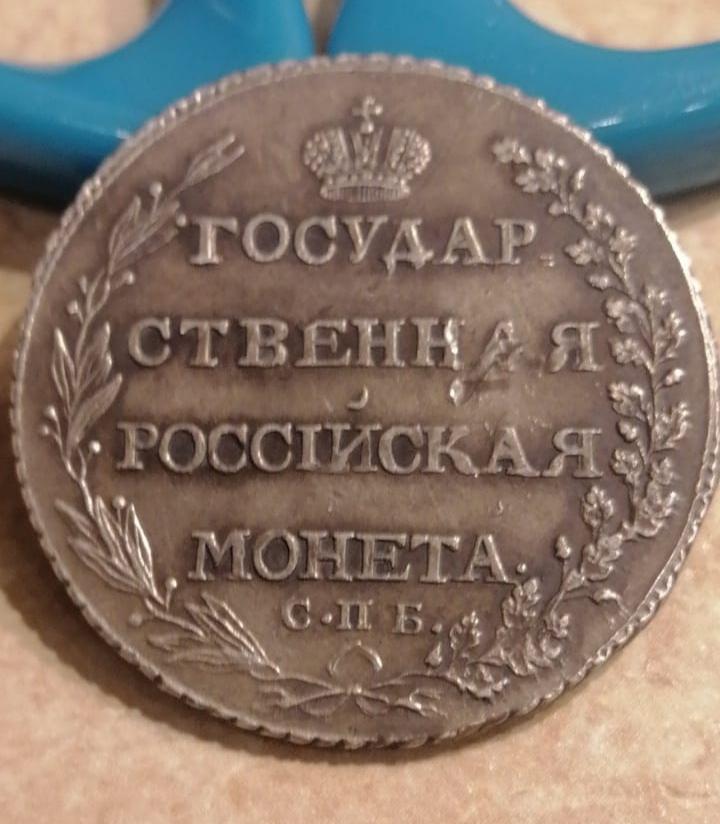 ГОСУДАР.
СТВЕННАЯ
РОССІЙСКАЯ
МОНЕТА.
С·П Б.